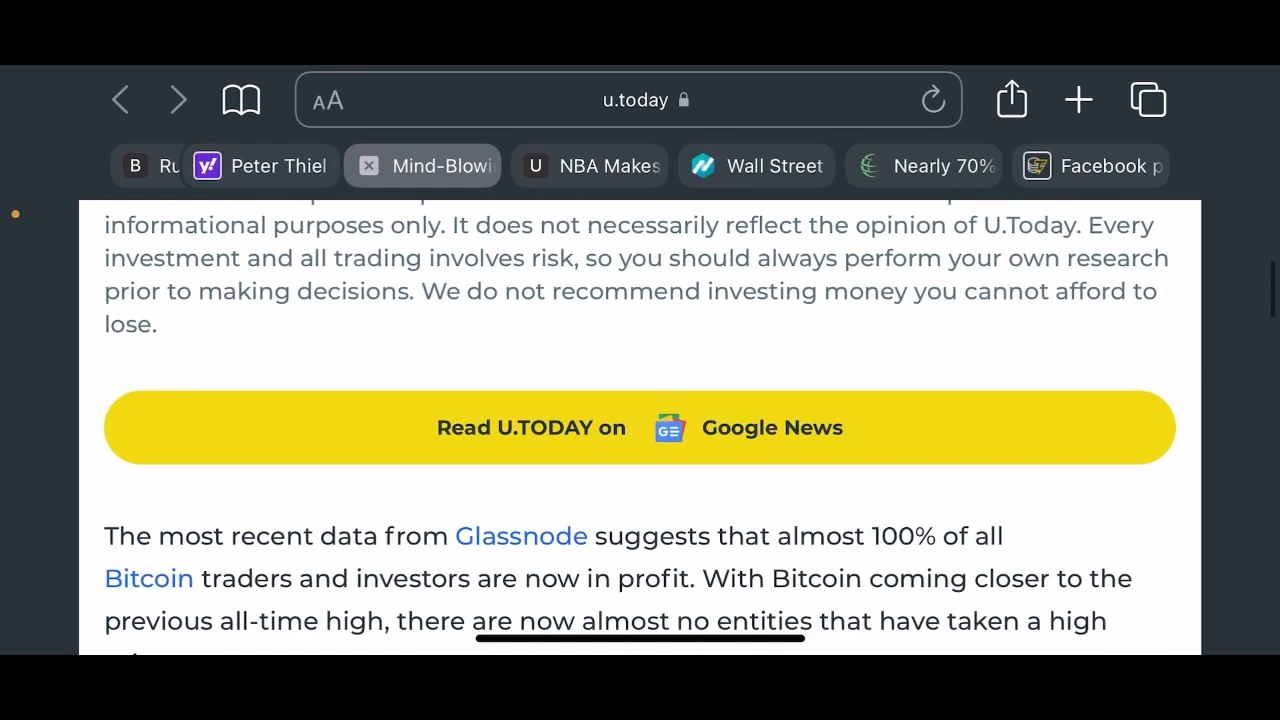 AA
u.today
B Ru
y! Peter Thiel
Mind-Blowi
U NBA Makes
Wall Street
Nearly 70%
Facebook p
informational purposes only. It does not necessarily reflect the opinion of U.Today. Every
investment and all trading involves risk, so you should always perform your own research
prior to making decisions. We do not recommend investing money you cannot afford to
lose.
Read U.TODAY on GE Google News
The most recent data from Glassnode suggests that almost 100% of all
Bitcoin traders and investors are now in profit. With Bitcoin coming closer to the
previous all-time high, there are now almost no entities that have taken a high